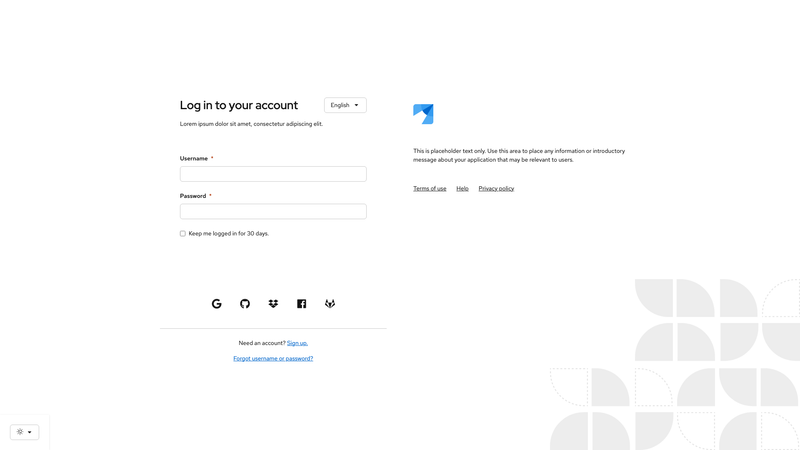 Log in to your account
English
Lorem ipsum dolor sit amet, consectetur adipiscing elit.
Username *
Password *
Keep me logged in for 30 days.
Need an account? Sign up.
Forgot username or password?
This is placeholder text only. Use this area to place any information or introductory
message about your application that may be relevant to users.
Terms of use Help Privacy policy